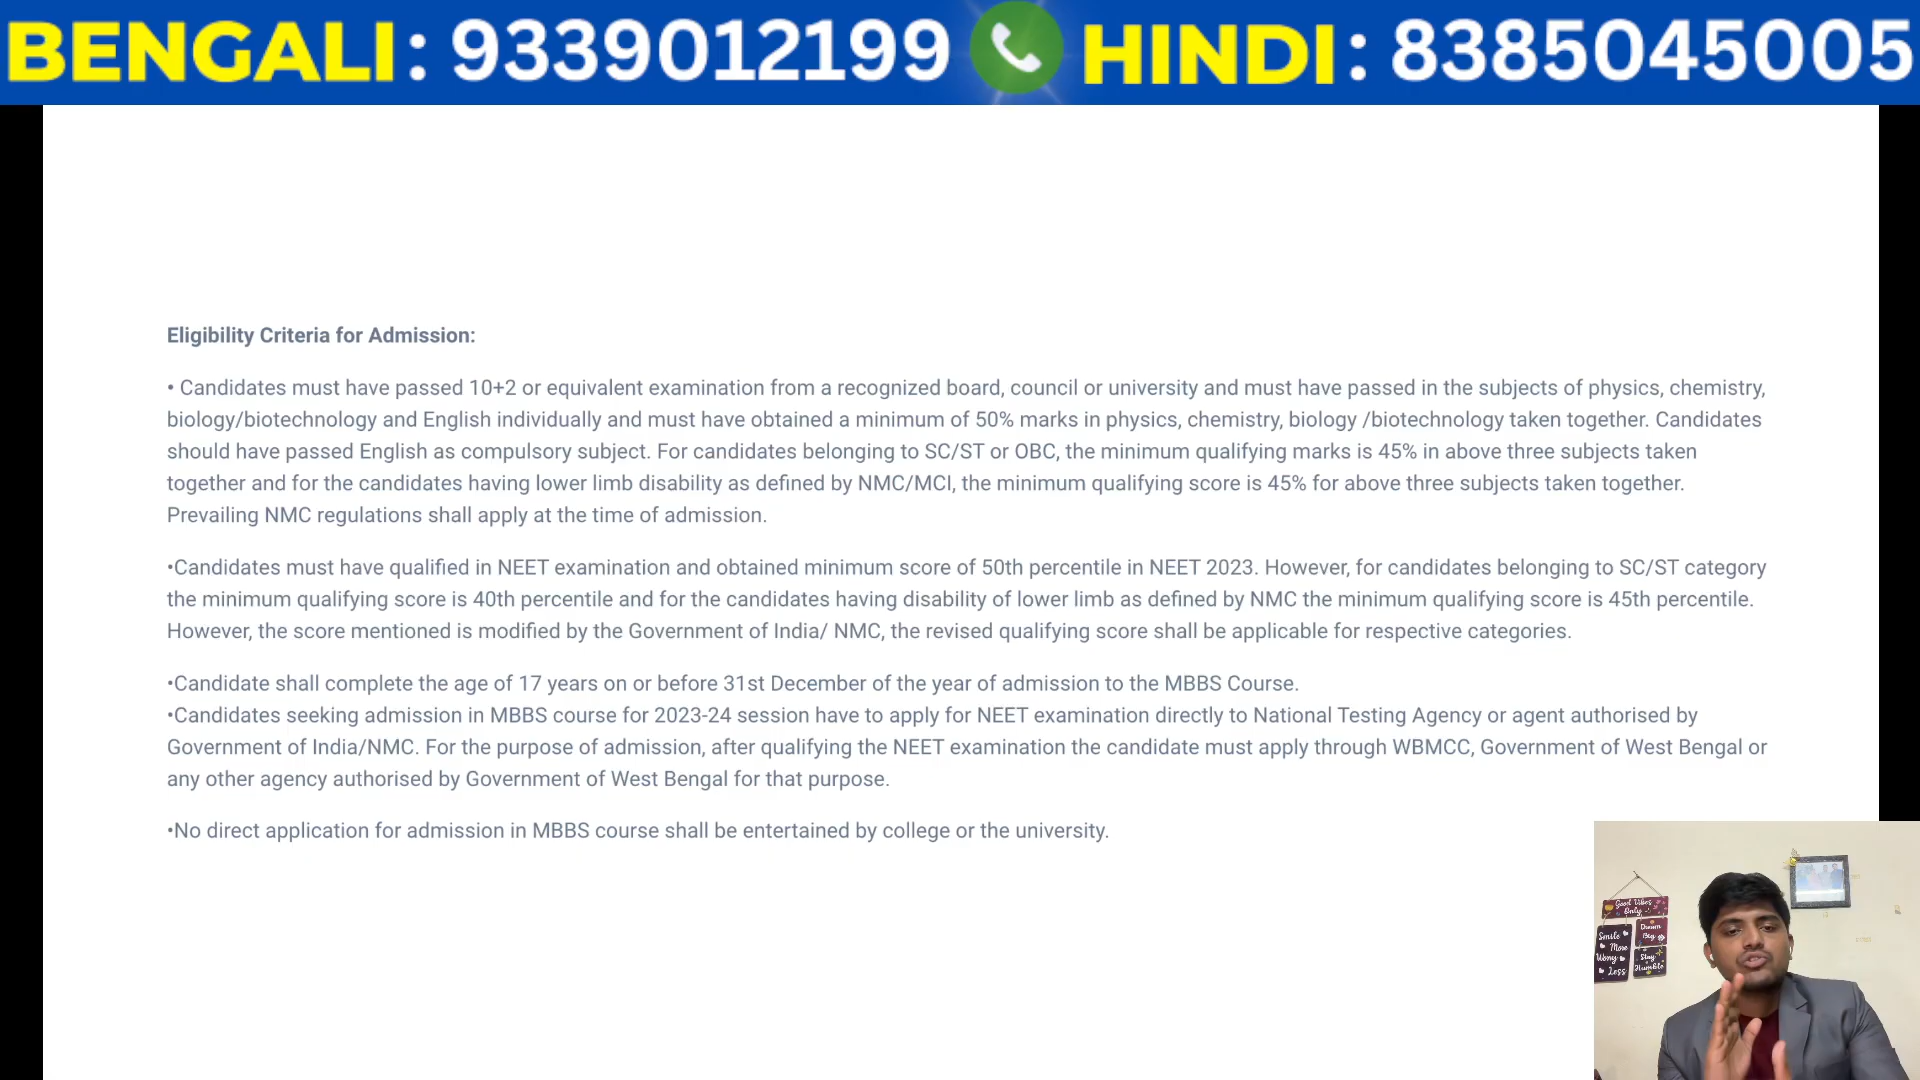 BENGALI: 9339012199 HINDI: 8385045005
Eligibility Criteria for Admission:
• Candidates must have passed 10+2 or equivalent examination from a recognized board, council or university and must have passed in the subjects of physics, chemistry,
biology/biotechnology and English individually and must have obtained a minimum of 50% marks in physics, chemistry, biology /biotechnology taken together. Candidates
should have passed English as compulsory subject. For candidates belonging to SC/ST or OBC, the minimum qualifying marks is 45% in above three subjects taken
together and for the candidates having lower limb disability as defined by NMC/MCI, the minimum qualifying score is 45% for above three subjects taken together.
Prevailing NMC regulations shall apply at the time of admission.
•Candidates must have qualified in NEET examination and obtained minimum score of 50th percentile in NEET 2023. However, for candidates belonging to SC/ST category
the minimum qualifying score is 40th percentile and for the candidates having disability of lower limb as defined by NMC the minimum qualifying score is 45th percentile.
However, the score mentioned is modified by the Government of India/ NMC, the revised qualifying score shall be applicable for respective categories.
•Candidate shall complete the age of 17 years on or before 31st December of the year of admission to the MBBS Course.
•Candidates seeking admission in MBBS course for 2023-24 session have to apply for NEET examination directly to National Testing Agency or agent authorised by
Government of India/NMC. For the purpose of admission, after qualifying the NEET examination the candidate must apply through WBMCC, Government of West Bengal or
any other agency authorised by Government of West Bengal for that purpose.
•No direct application for admission in MBBS course shall be entertained by college or the university.
Good Vibes
Only
Smile
More
Worry
Less
Dream
Big
Stay
Humble